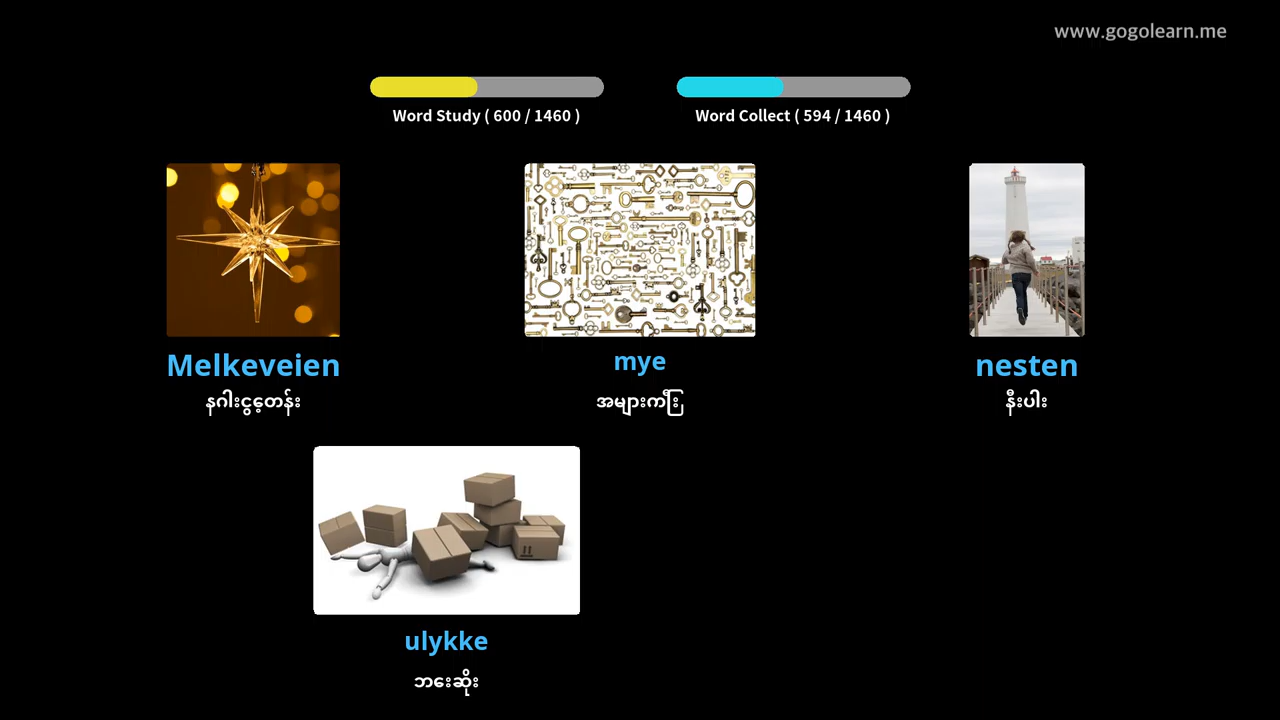 www.gogolearn.me
Word Study ( 600 / 1460 )
Word Collect ( 594 / 1460 )
Melkeveien
mye
nesten
နဂါးငွေ့တန်း
အများကြီး
နီးပါး
ulykke
ဘေးဆိုး